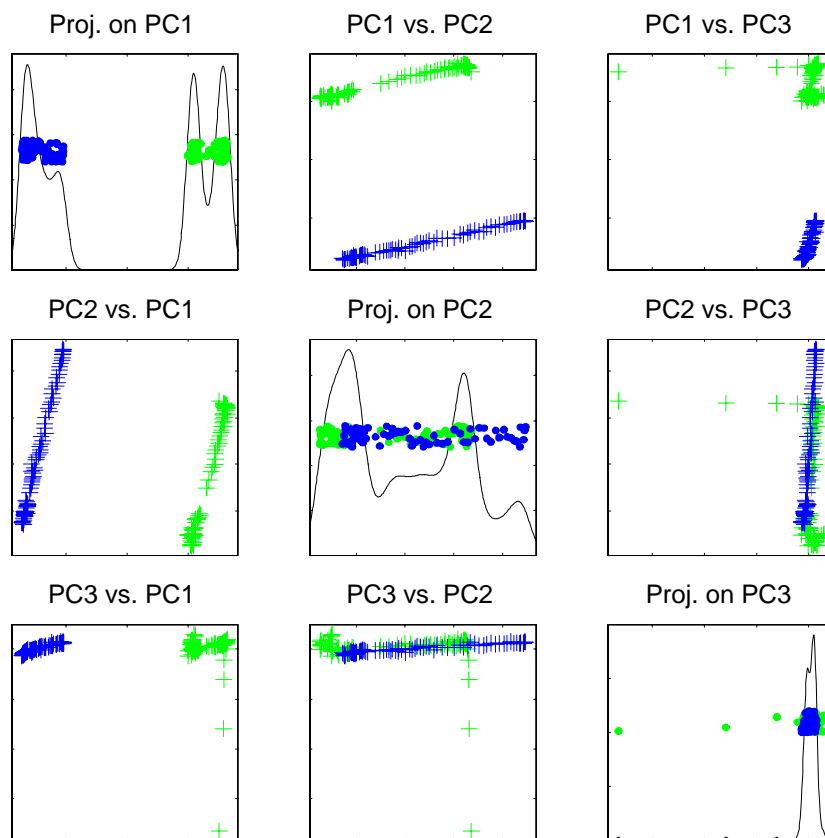 Proj. on PC1
PC1 vs. PC2
PC1 vs. PC3
PC2 vs. PC1
Proj. on PC2
PC2 vs. PC3
PC3 vs. PC1
PC3 vs. PC2
Proj. on PC3